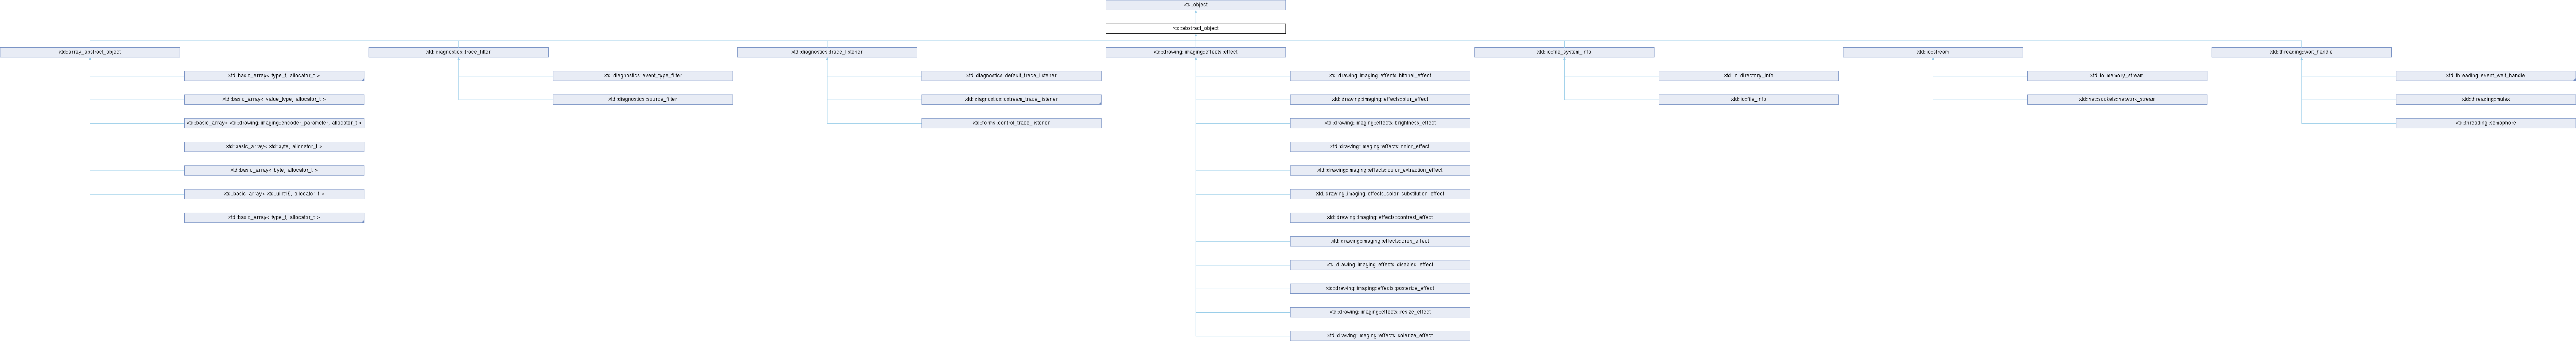 xtd::object
xtd::abstract_object
xtd::array_abstract_object
xtd::diagnostics::trace_filter
xtd::diagnostics::trace_listener
xtd::drawing::imaging::effects::effect
xtd::io::file_system_info
xtd::io::stream
xtd::threading::wait_handle
xtd::basic_array< type_t, allocator_t >
xtd::diagnostics::event_type_filter
xtd::diagnostics::default_trace_listener
xtd::drawing::imaging::effects::bitonal_effect
xtd::io::directory_info
xtd::io::memory_stream
xtd::threading::event_wait_handle
xtd::basic_array< value_type, allocator_t >
xtd::diagnostics::source_filter
xtd::diagnostics::ostream_trace_listener
xtd::drawing::imaging::effects::blur_effect
xtd::io::file_info
xtd::net::sockets::network_stream
xtd::threading::mutex
xtd::basic_array< xtd::drawing::imaging::encoder_parameter, allocator_t >
xtd::forms::control_trace_listener
xtd::drawing::imaging::effects::brightness_effect
xtd::threading::semaphore
xtd::basic_array< xtd::byte, allocator_t >
xtd::drawing::imaging::effects::color_effect
xtd::basic_array< byte, allocator_t >
xtd::drawing::imaging::effects::color_extraction_effect
xtd::basic_array< xtd::uint16, allocator_t >
xtd::drawing::imaging::effects::color_substitution_effect
xtd::basic_array< type_t, allocator_t >
xtd::drawing::imaging::effects::contrast_effect
xtd::drawing::imaging::effects::crop_effect
xtd::drawing::imaging::effects::disabled_effect
xtd::drawing::imaging::effects::posterize_effect
xtd::drawing::imaging::effects::resize_effect
xtd::drawing::imaging::effects::solarize_effect